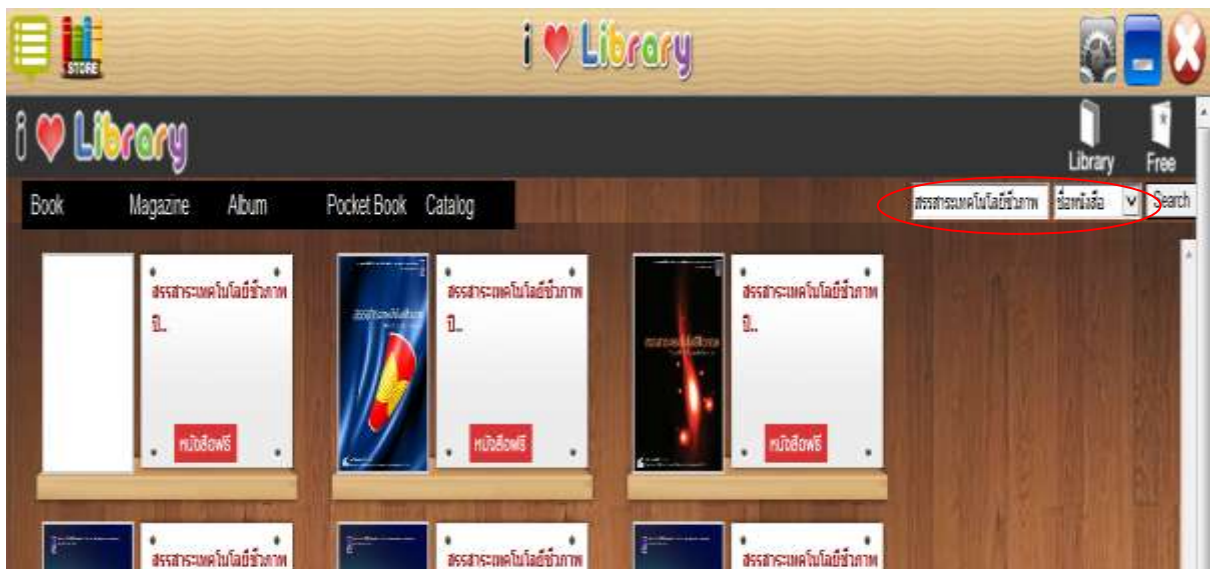 STORE
i Library
i Library
Library Free
Book Magazine Album Pocket Book Catalog
สรรสาระเทคโนโลยีชีวภาพ ชื่อหนังสือ Search
สรรสาระเทคโนโลยีชีวภาพ
ปี..
หนังสือฟรี
สรรสาระเทคโนโลยีชีวภาพ
ปี..
หนังสือฟรี
สรรสาระเทคโนโลยีชีวภาพ
ปี..
หนังสือฟรี
สรรสาระเทคโนโลยีชีวภาพ
สรรสาระเทคโนโลยีชีวภาพ
สรรสาระเทคโนโลยีชีวภาพ